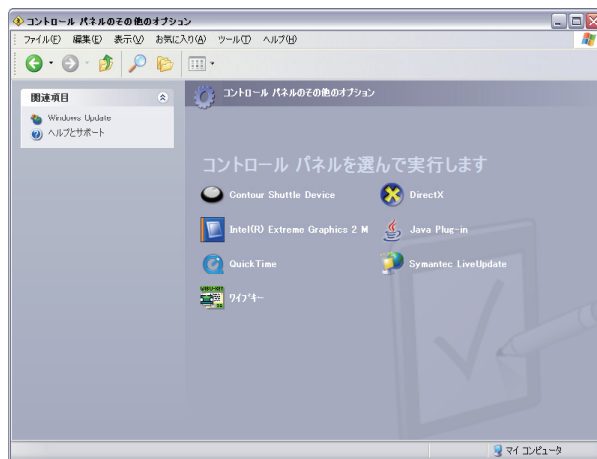 コントロール パネルのその他のオプション
ファイル(F) 編集(E) 表示(V) お気に入り(A) ツール(T) ヘルプ(H)
関連項目
Windows Update
ヘルプとサポート
コントロール パネルのその他のオプション
コントロール パネルを選んで実行します
Contour Shuttle Device
DirectX
Intel(R) Extreme Graphics 2 M
Java Plug-in
QuickTime
Symantec LiveUpdate
ワイプキー
マイ コンピュータ